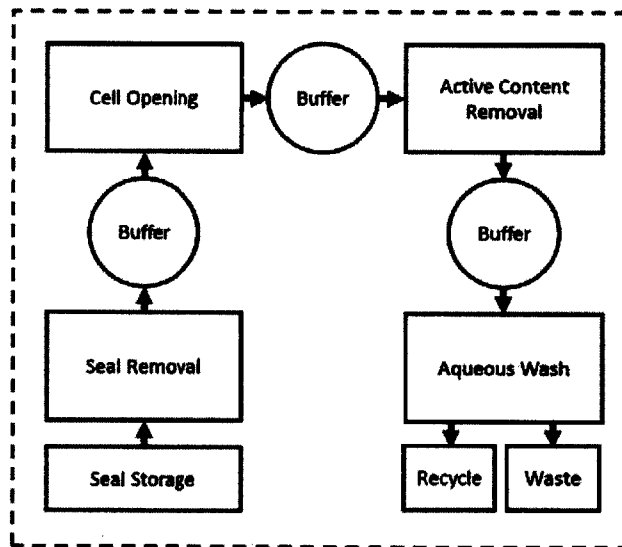 Cell Opening
Buffer
Active Content
Removal
Buffer
Buffer
Seal Removal
Aqueous Wash
Seal Storage
Recycle
Waste